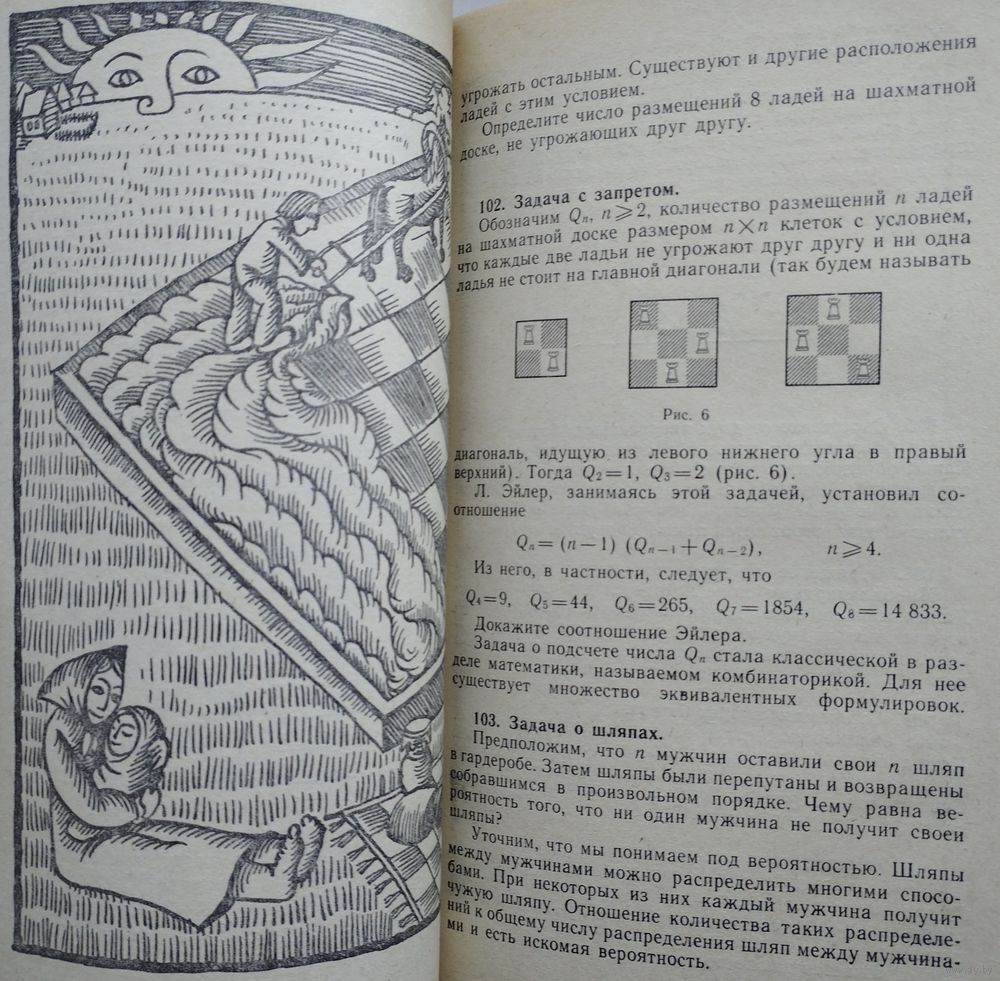 угрожать остальным. Существуют и другие расположения
ладей с этим условием.
Определите число размещений 8 ладей на шахматной
доске, не угрожающих друг другу.
102. Задача с запретом.
Обозначим Qₙ, n⩾2, количество размещений n ладей
на шахматной доске размером n×n клеток с условием,
что каждые две ладьи не угрожают друг другу и ни одна
ладья не стоит на главной диагонали (так будем называть
Рис. 6
диагональ, идущую из левого нижнего угла в правый
верхний). Тогда Q₂=1, Q₃=2 (рис. 6).
Л. Эйлер, занимаясь этой задачей, установил со-
отношение
Qₙ=(n−1) (Qₙ₋₁+Qₙ₋₂), n⩾4.
Из него, в частности, следует, что
Q₄=9, Q₅=44, Q₆=265, Q₇=1854, Q₈=14 833.
Докажите соотношение Эйлера.
Задача о подсчете числа Qₙ стала классической в раз-
деле математики, называемом комбинаторикой. Для нее
существует множество эквивалентных формулировок.
103. Задача о шляпах.
Предположим, что n мужчин оставили свои n шляп
в гардеробе. Затем шляпы были перепутаны и возвращены
собравшимся в произвольном порядке. Чему равна ве-
роятность того, что ни один мужчина не получит своей
шляпы?
Уточним, что мы понимаем под вероятностью. Шляпы
между мужчинами можно распределить многими спосо-
бами. При некоторых из них каждый мужчина получит
чужую шляпу. Отношение количества таких распределе-
ний к общему числу распределения шляп между мужчина-
ми и есть искомая вероятность.